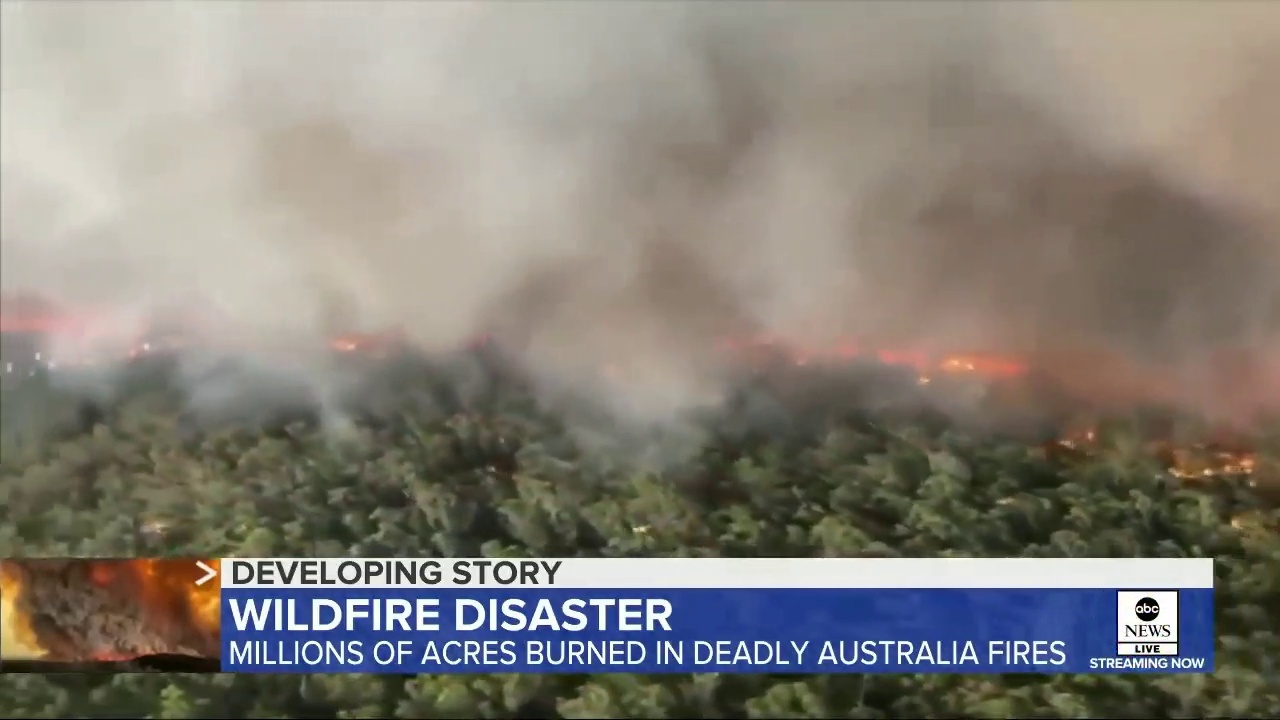 DEVELOPING STORY
WILDFIRE DISASTER
MILLIONS OF ACRES BURNED IN DEADLY AUSTRALIA FIRES
abc
NEWS
LIVE
STREAMING NOW